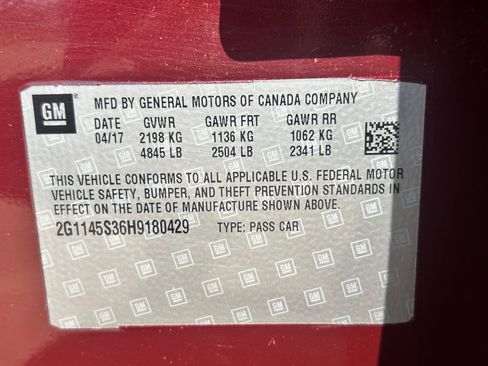 GM
MFD BY GENERAL MOTORS OF CANADA COMPANY
DATE GVWR GAWR FRT GAWR RR
04/17 2198 KG 1136 KG 1062 KG
4845 LB 2504 LB 2341 LB
THIS VEHICLE CONFORMS TO ALL APPLICABLE U.S. FEDERAL MOTOR
VEHICLE SAFETY, BUMPER, AND THEFT PREVENTION STANDARDS IN
EFFECT ON THE DATE OF MANUFACTURE SHOWN ABOVE.
2G1145S36H9180429 TYPE: PASS CAR